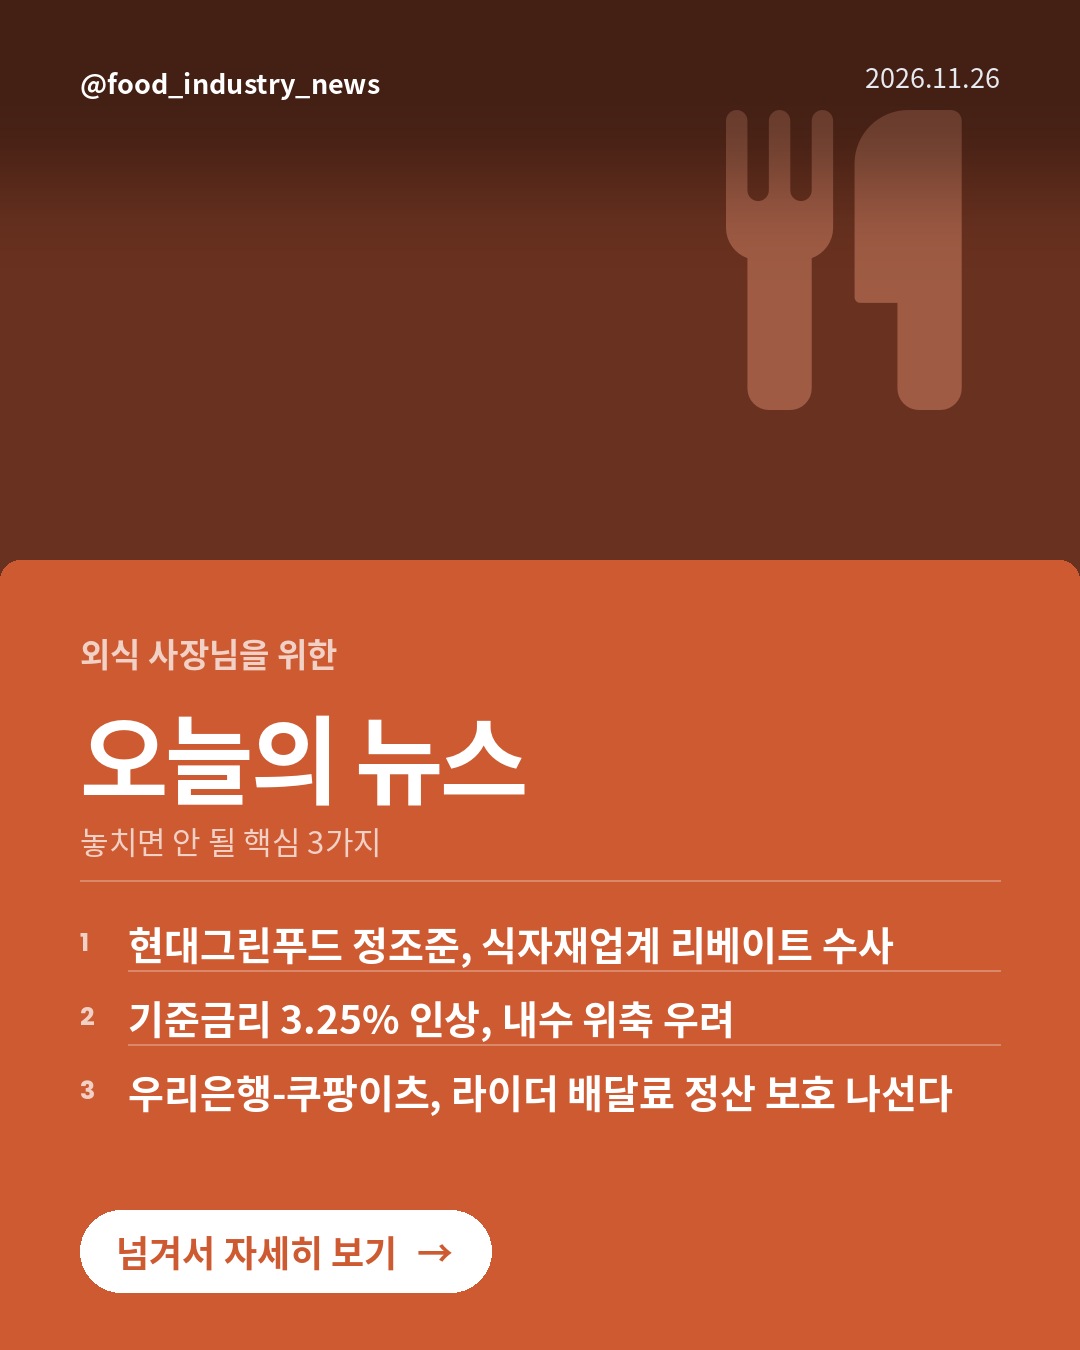 @food_industry_news
2026.11.26
외식 사장님을 위한
오늘의 뉴스
놓치면 안 될 핵심 3가지
1 현대그린푸드 정조준, 식자재업계 리베이트 수사
2 기준금리 3.25% 인상, 내수 위축 우려
3 우리은행-쿠팡이츠, 라이더 배달료 정산 보호 나선다
넘겨서 자세히 보기 →